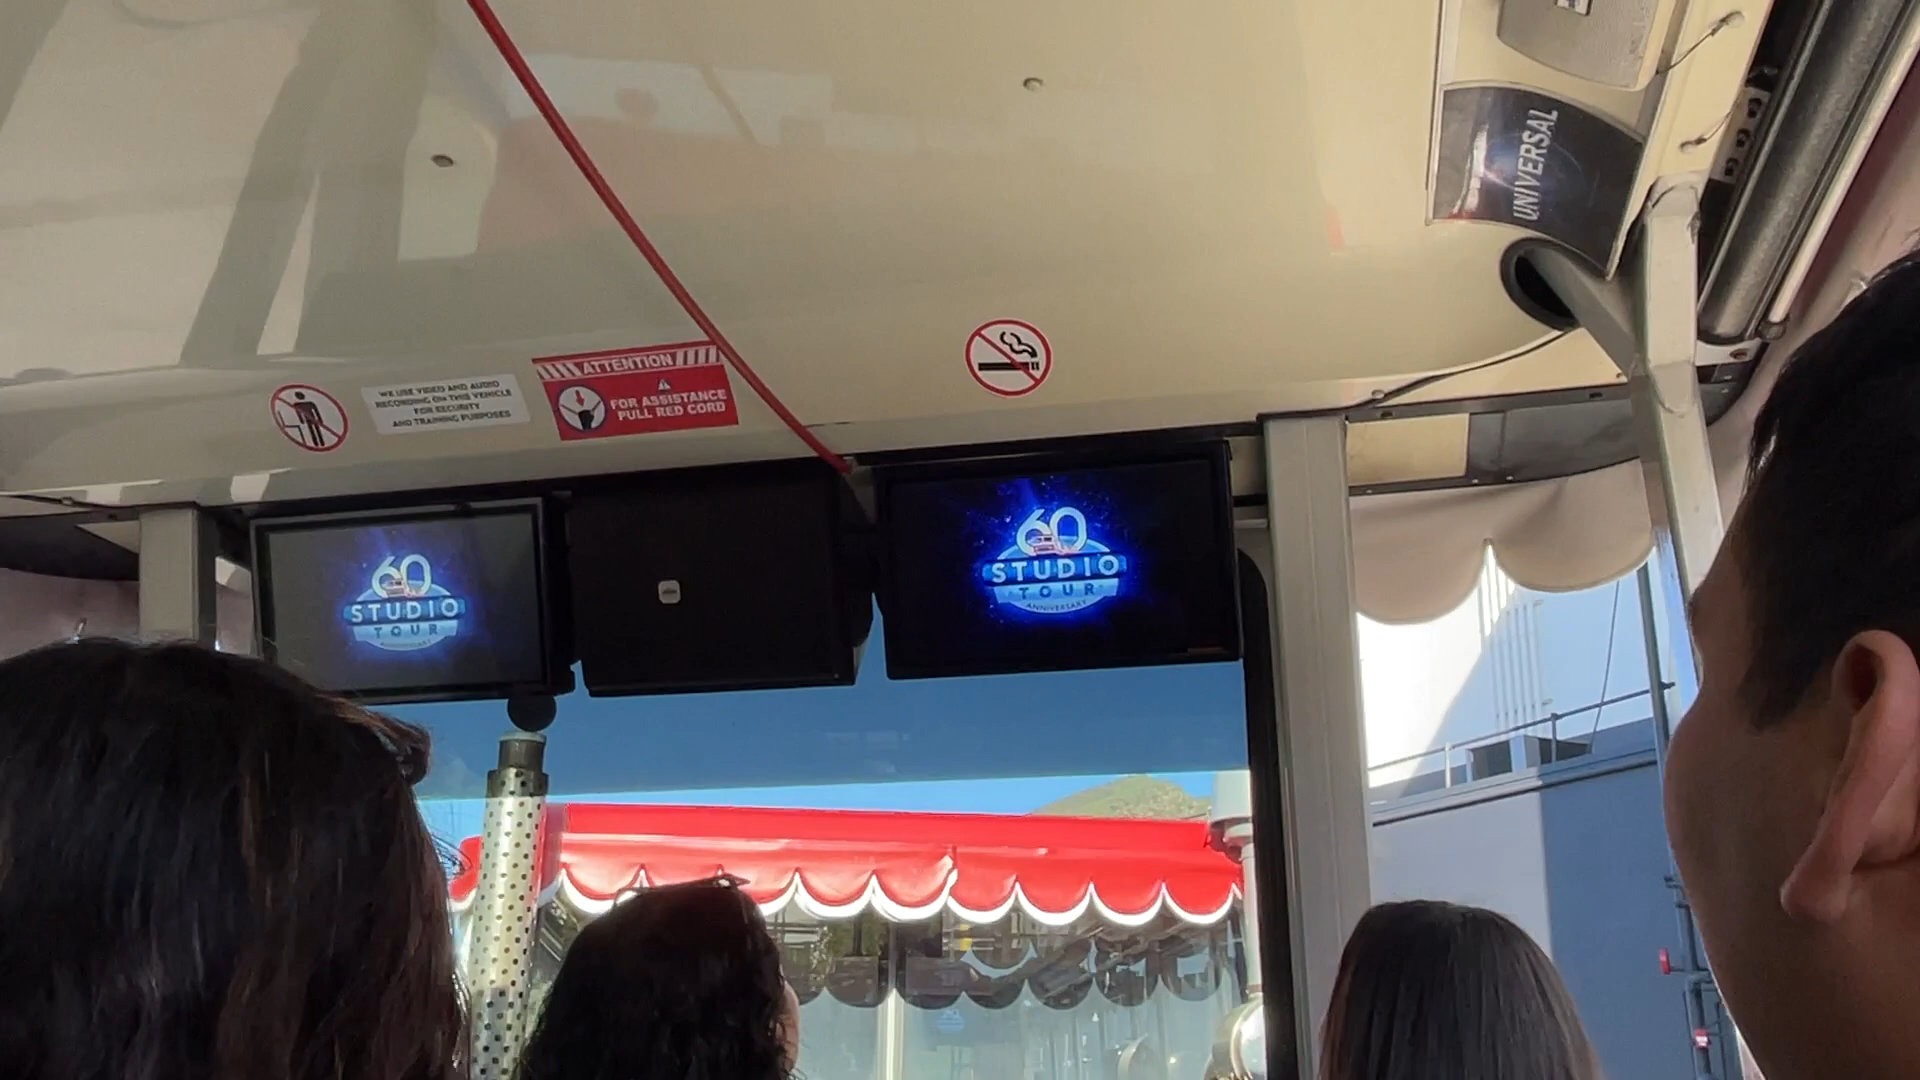 UNIVERSAL
WE USE VIDEO AND AUDIO
RECORDING ON THIS VEHICLE
FOR SECURITY
AND TRAINING PURPOSES
ATTENTION
FOR ASSISTANCE
PULL RED CORD
60
STUDIO
TOUR
ANNIVERSARY
60
STUDIO
TOUR
ANNIVERSARY